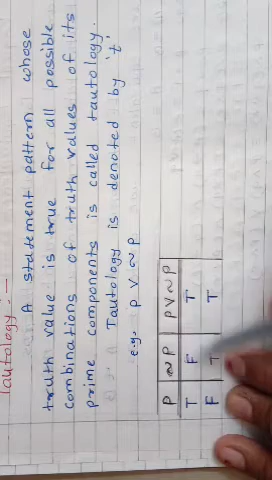 Tautology :-
A statement pattern whose
truth value is true for all possible
combinations of truth values of its
prime components is called tautology.
Tautology is denoted by 't'
e.g. p ∨ ~p
P ~P P∨~P
T F T
F T T